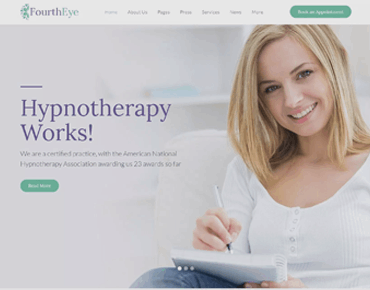 FourthEye
Home About Us Pages Prices Services News
Book an Appointment
Hypnotherapy
Works!
We are a certified practice, with the American National
Hypnotherapy Association awarding us 23 awards so far
Read More